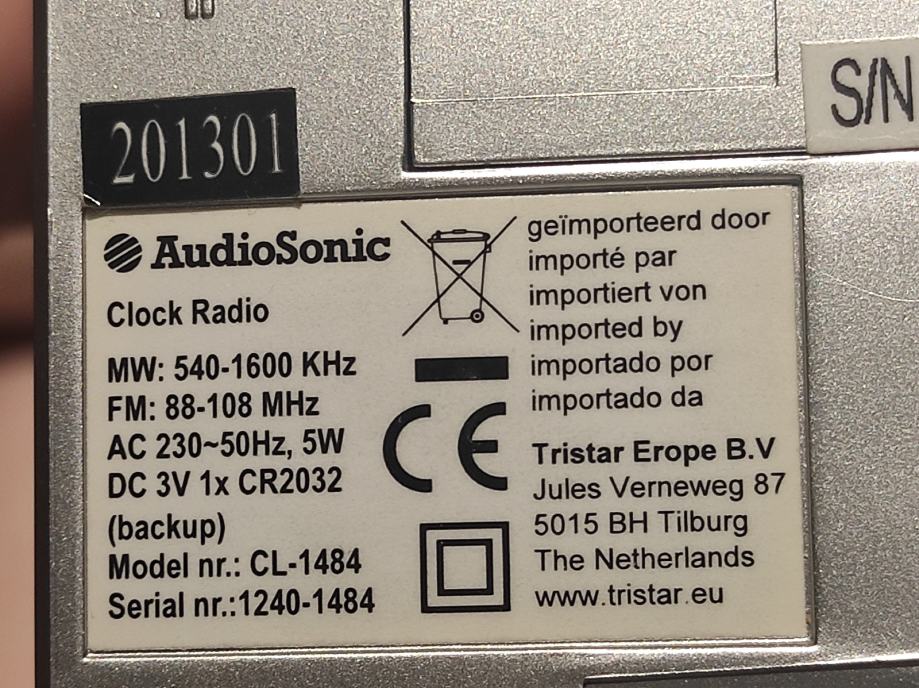 201301
S/N
AudioSonic
Clock Radio
MW: 540-1600 KHz
FM: 88-108 MHz
AC 230~50Hz, 5W
DC 3V 1x CR2032
(backup)
Model nr.: CL-1484
Serial nr.:1240-1484
CE
geïmporteerd door
importé par
importiert von
imported by
importado por
importado da
Tristar Erope B.V
Jules Verneweg 87
5015 BH Tilburg
The Netherlands
www.tristar.eu